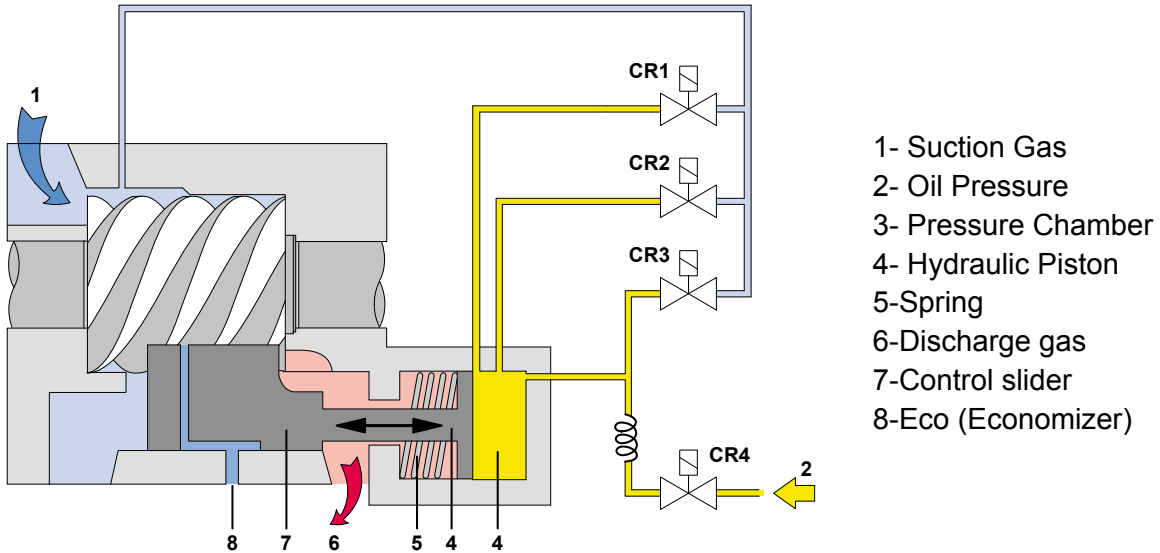 1
CR1
CR2
CR3
CR4
2
8
7
6
5
4
4
1- Suction Gas
2- Oil Pressure
3- Pressure Chamber
4- Hydraulic Piston
5-Spring
6-Discharge gas
7-Control slider
8-Eco (Economizer)